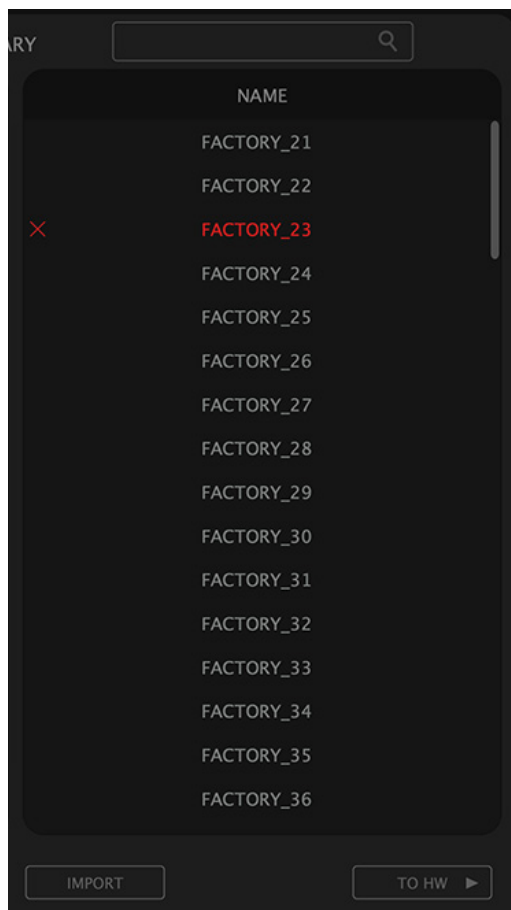 ARY
NAME
FACTORY_21
FACTORY_22
FACTORY_23
FACTORY_24
FACTORY_25
FACTORY_26
FACTORY_27
FACTORY_28
FACTORY_29
FACTORY_30
FACTORY_31
FACTORY_32
FACTORY_33
FACTORY_34
FACTORY_35
FACTORY_36
IMPORT
TO HW